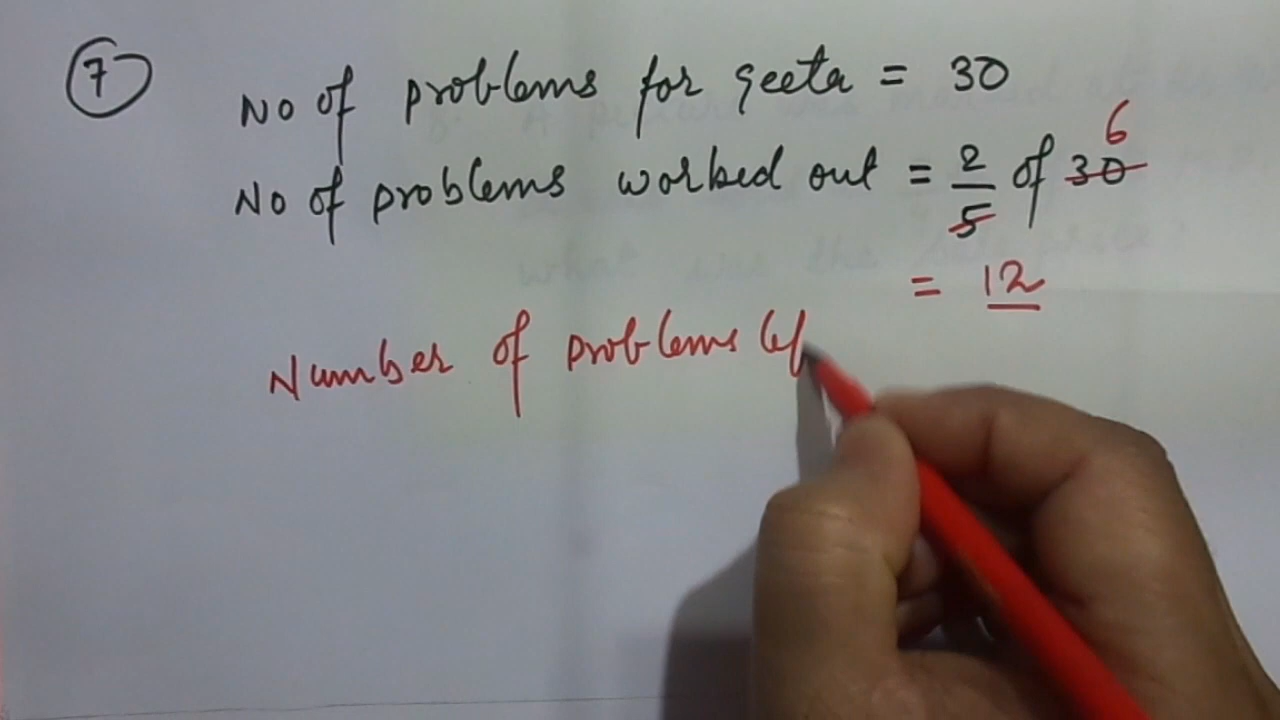 7 No of problems for geeta = 30
No of problems worked out = 2/5 of 30 6
= 12
Number of problems lef